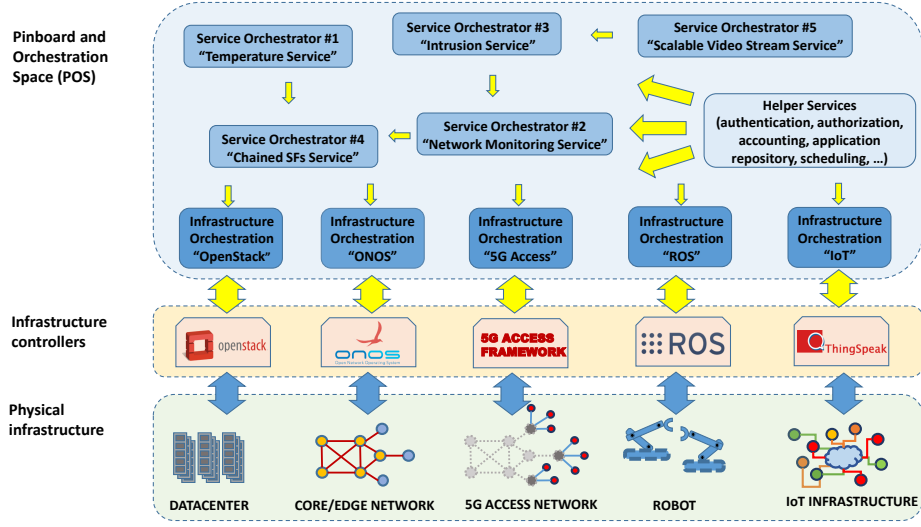 Pinboard and
Orchestration
Space (POS)
Service Orchestrator #1
“Temperature Service”
Service Orchestrator #3
“Intrusion Service”
Service Orchestrator #5
“Scalable Video Stream Service”
Service Orchestrator #4
“Chained SFs Service”
Service Orchestrator #2
“Network Monitoring Service”
Helper Services
(authentication, authorization,
accounting, application
repository, scheduling, …)
Infrastructure
Orchestration
“OpenStack”
Infrastructure
Orchestration
“ONOS”
Infrastructure
Orchestration
“5G Access”
Infrastructure
Orchestration
“ROS”
Infrastructure
Orchestration
“IoT”
Infrastructure
controllers
openstack
onos
Open Network Operating System
5G ACCESS
FRAMEWORK
ROS
ThingSpeak
Physical
infrastructure
DATACENTER
CORE/EDGE NETWORK
5G ACCESS NETWORK
ROBOT
IoT INFRASTRUCTURE